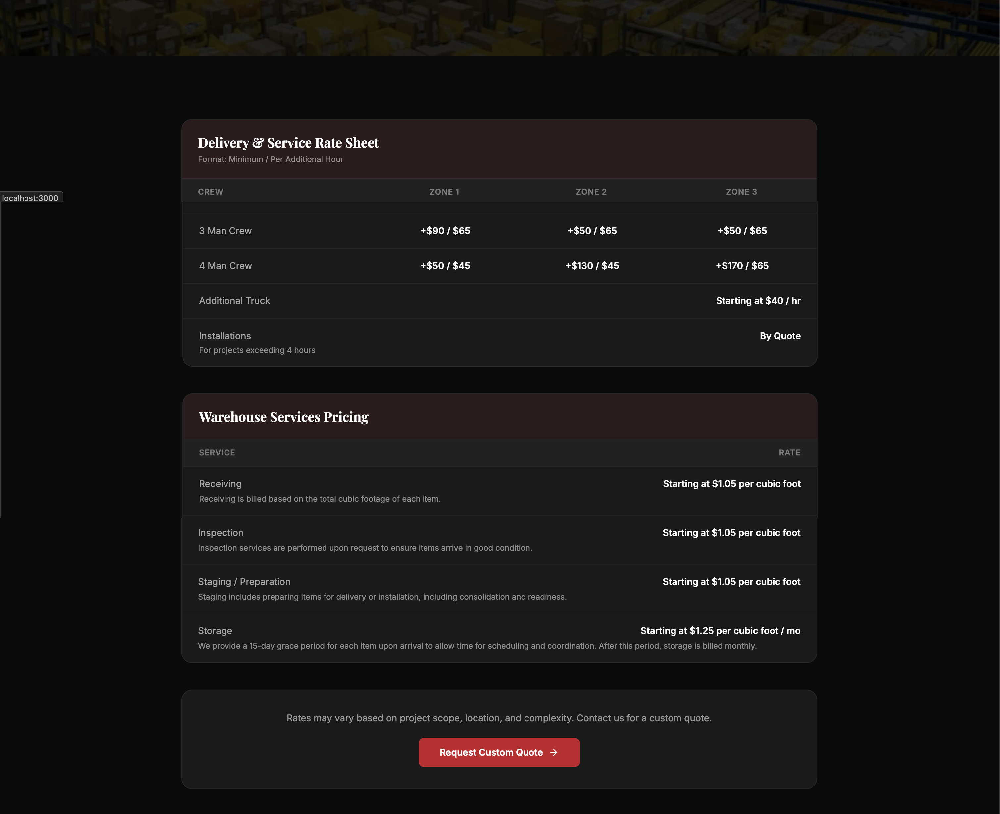 Delivery & Service Rate Sheet
Format: Minimum / Per Additional Hour
CREW ZONE 1 ZONE 2 ZONE 3
localhost:3000
3 Man Crew +$90 / $65 +$50 / $65 +$50 / $65
4 Man Crew +$50 / $45 +$130 / $45 +$170 / $65
Additional Truck Starting at $40 / hr
Installations By Quote
For projects exceeding 4 hours
Warehouse Services Pricing
SERVICE RATE
Receiving Starting at $1.05 per cubic foot
Receiving is billed based on the total cubic footage of each item.
Inspection Starting at $1.05 per cubic foot
Inspection services are performed upon request to ensure items arrive in good condition.
Staging / Preparation Starting at $1.05 per cubic foot
Staging includes preparing items for delivery or installation, including consolidation and readiness.
Storage Starting at $1.25 per cubic foot / mo
We provide a 15-day grace period for each item upon arrival to allow time for scheduling and coordination. After this period, storage is billed monthly.
Rates may vary based on project scope, location, and complexity. Contact us for a custom quote.
Request Custom Quote →